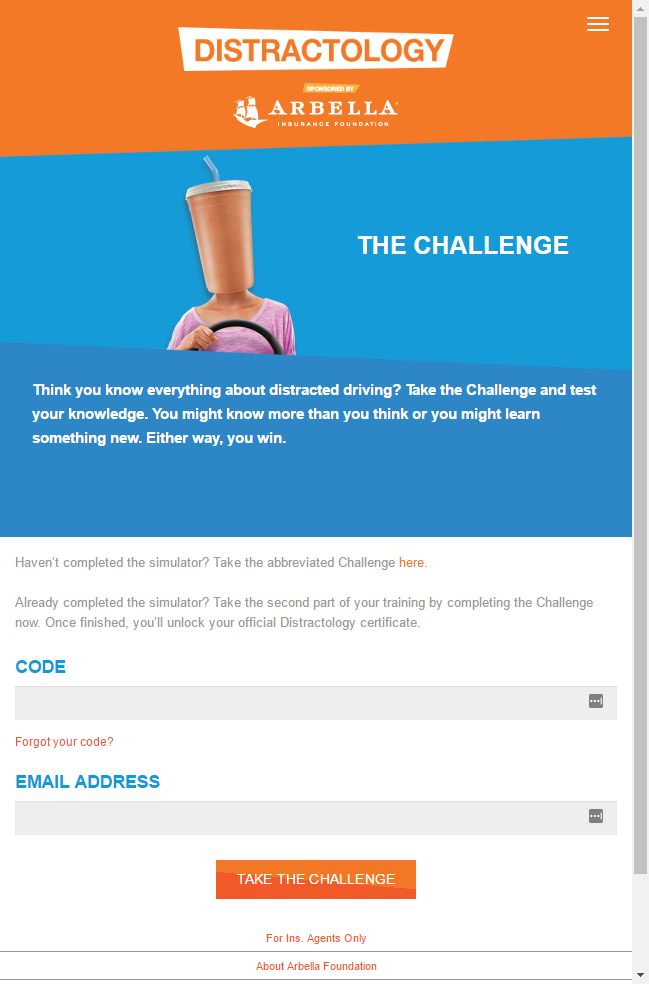 DISTRACTOLOGY
SPONSORED BY
ARBELLA
INSURANCE FOUNDATION
THE CHALLENGE
Think you know everything about distracted driving? Take the Challenge and test
your knowledge. You might know more than you think or you might learn
something new. Either way, you win.
Haven't completed the simulator? Take the abbreviated Challenge here.
Already completed the simulator? Take the second part of your training by completing the Challenge
now. Once finished, you'll unlock your official Distractology certificate.
CODE
Forgot your code?
EMAIL ADDRESS
TAKE THE CHALLENGE
For Ins. Agents Only
About Arbella Foundation